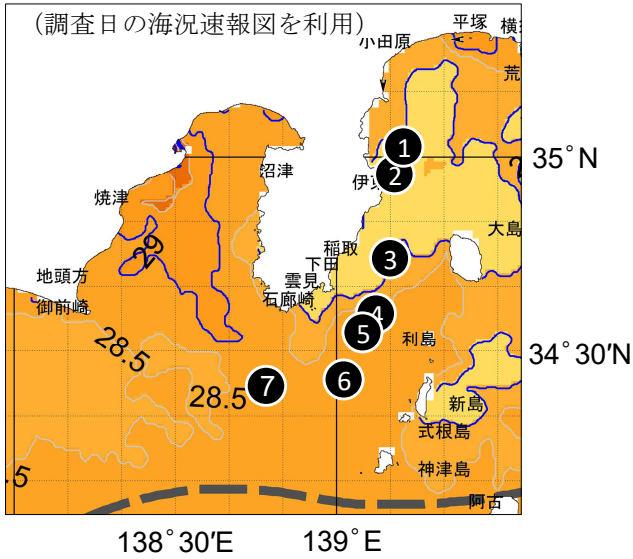 （調査日の海況速報図を利用）
平塚
小田原
荒
1
35°N
沼津
2
焼津
29
大島
稲取
3
下田
雲見
地頭方
石廊崎
御前崎
4
28.5
5
利島
34°30′N
28.5
7
6
新島
式根島
神津島
.5
阿古
138°30′E
139°E